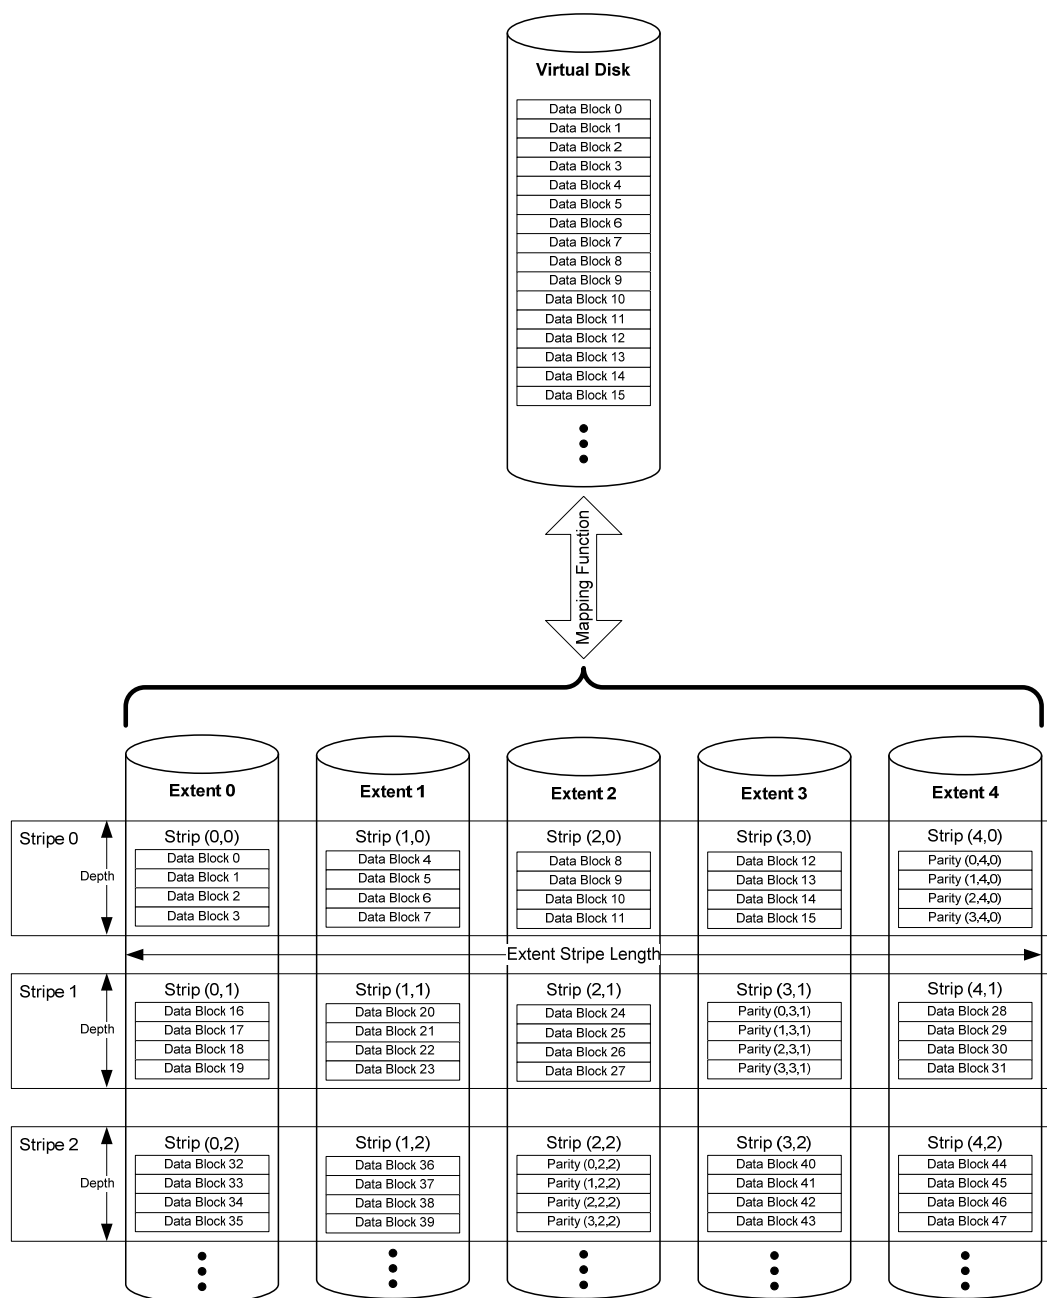 Virtual Disk
Data Block 0
Data Block 1
Data Block 2
Data Block 3
Data Block 4
Data Block 5
Data Block 6
Data Block 7
Data Block 8
Data Block 9
Data Block 10
Data Block 11
Data Block 12
Data Block 13
Data Block 14
Data Block 15
Mapping Function
Extent 0
Extent 1
Extent 2
Extent 3
Extent 4
Stripe 0
Depth
Strip (0,0)
Data Block 0
Data Block 1
Data Block 2
Data Block 3
Strip (1,0)
Data Block 4
Data Block 5
Data Block 6
Data Block 7
Strip (2,0)
Data Block 8
Data Block 9
Data Block 10
Data Block 11
Strip (3,0)
Data Block 12
Data Block 13
Data Block 14
Data Block 15
Strip (4,0)
Parity (0,4,0)
Parity (1,4,0)
Parity (2,4,0)
Parity (3,4,0)
Extent Stripe Length
Stripe 1
Depth
Strip (0,1)
Data Block 16
Data Block 17
Data Block 18
Data Block 19
Strip (1,1)
Data Block 20
Data Block 21
Data Block 22
Data Block 23
Strip (2,1)
Data Block 24
Data Block 25
Data Block 26
Data Block 27
Strip (3,1)
Parity (0,3,1)
Parity (1,3,1)
Parity (2,3,1)
Parity (3,3,1)
Strip (4,1)
Data Block 28
Data Block 29
Data Block 30
Data Block 31
Stripe 2
Depth
Strip (0,2)
Data Block 32
Data Block 33
Data Block 34
Data Block 35
Strip (1,2)
Data Block 36
Data Block 37
Data Block 38
Data Block 39
Strip (2,2)
Parity (0,2,2)
Parity (1,2,2)
Parity (2,2,2)
Parity (3,2,2)
Strip (3,2)
Data Block 40
Data Block 41
Data Block 42
Data Block 43
Strip (4,2)
Data Block 44
Data Block 45
Data Block 46
Data Block 47